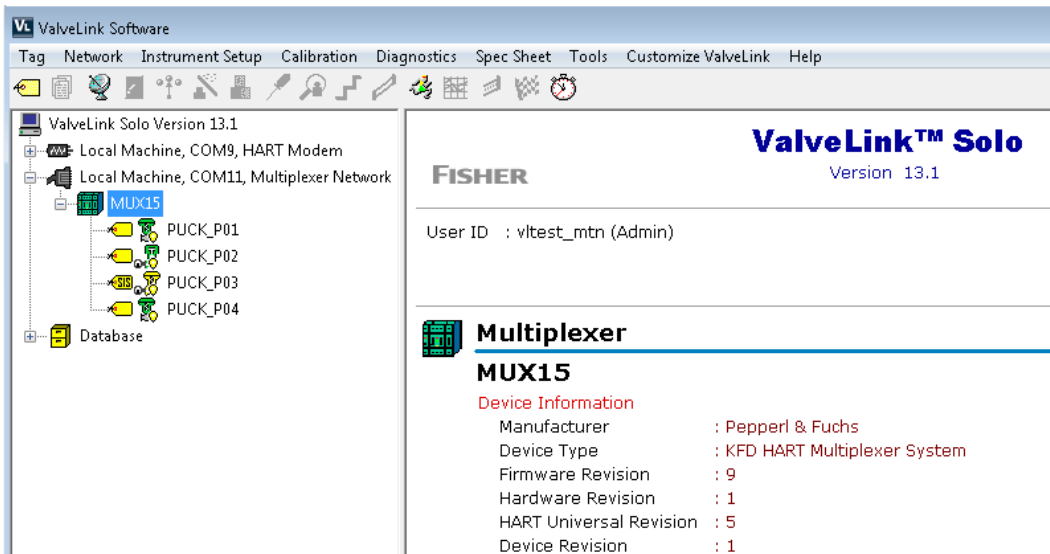 VL ValveLink Software
Tag Network Instrument Setup Calibration Diagnostics Spec Sheet Tools Customize ValveLink Help
ValveLink Solo Version 13.1
Local Machine, COM9, HART Modem
Local Machine, COM11, Multiplexer Network
MUX15
PUCK_P01
PUCK_P02
SIS PUCK_P03
PUCK_P04
Database
ValveLink™ Solo
FISHER
Version 13.1
User ID : vltest_mtn (Admin)
Multiplexer
MUX15
Device Information
Manufacturer : Pepperl & Fuchs
Device Type : KFD HART Multiplexer System
Firmware Revision : 9
Hardware Revision : 1
HART Universal Revision : 5
Device Revision : 1